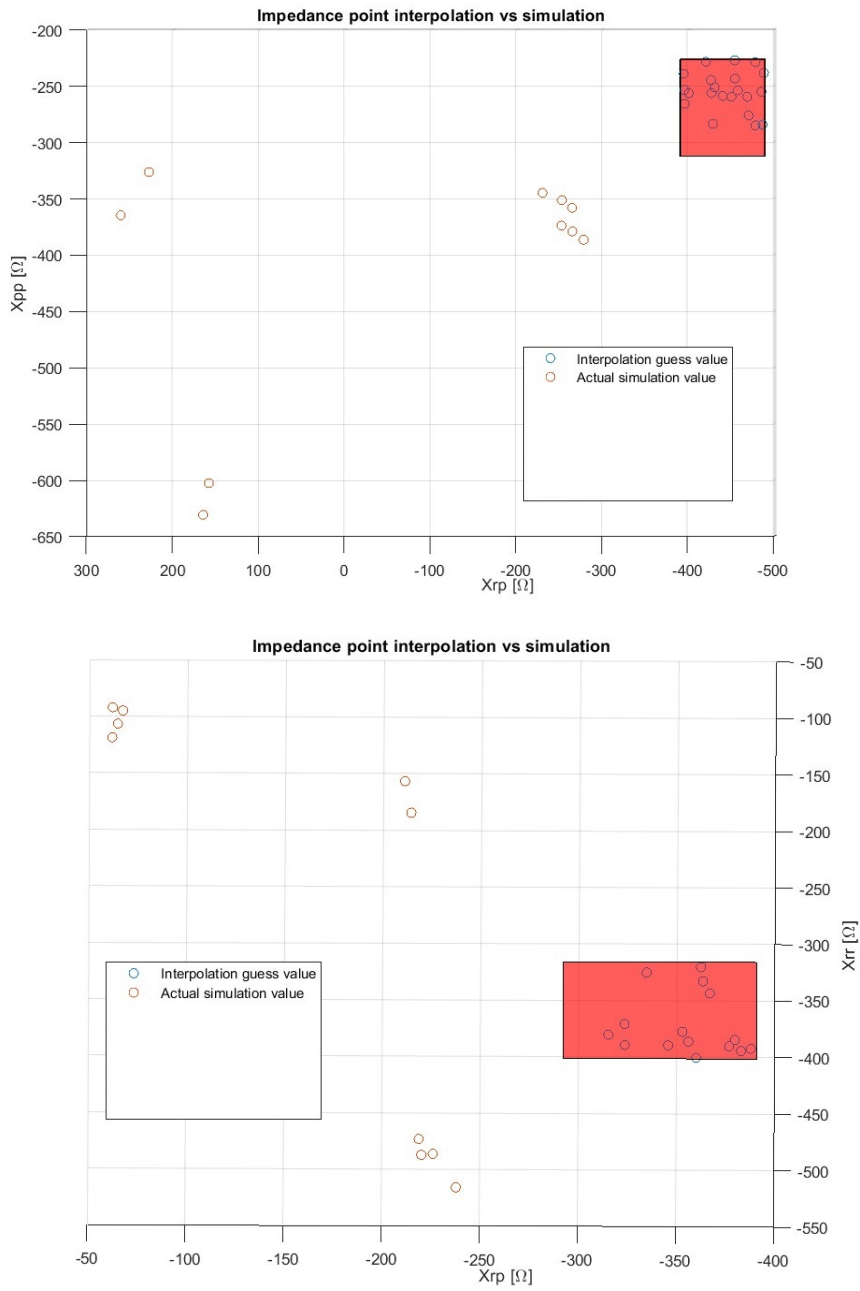 Impedance point interpolation vs simulation
-200
-250
-300
-350
-400
-450
-500
-550
-600
-650
Xpp [Ω]
Interpolation guess value
Actual simulation value
300 200 100 0 -100 -200 -300 -400 -500
Xrp [Ω]
Impedance point interpolation vs simulation
-50
-100
-150
-200
-250
-300
-350
-400
-450
-500
-550
Xrr [Ω]
Interpolation guess value
Actual simulation value
-50 -100 -150 -200 -250 -300 -350 -400
Xrp [Ω]